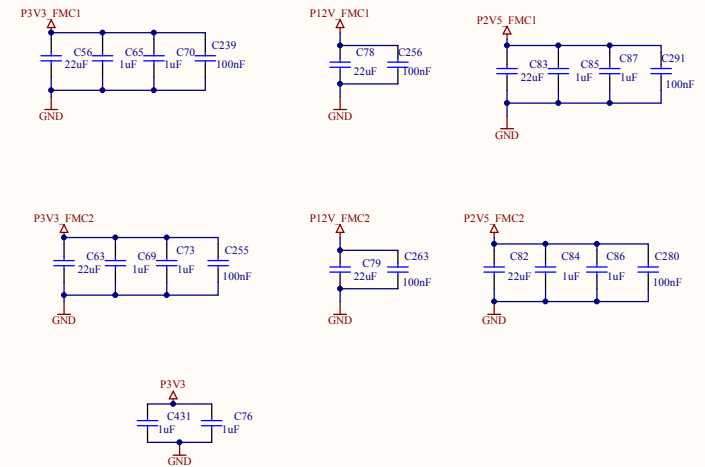 P3V3_FMC1
C56
22uF
C65
1uF
C70
1uF
C239
100nF
GND
P12V_FMC1
C78
22uF
C256
100nF
GND
P2V5_FMC1
C83
22uF
C85
1uF
C87
1uF
C291
100nF
GND
P3V3_FMC2
C63
22uF
C69
1uF
C73
1uF
C255
100nF
GND
P12V_FMC2
C79
22uF
C263
100nF
GND
P2V5_FMC2
C82
22uF
C84
1uF
C86
1uF
C280
100nF
GND
P3V3
C431
1uF
C76
1uF
GND